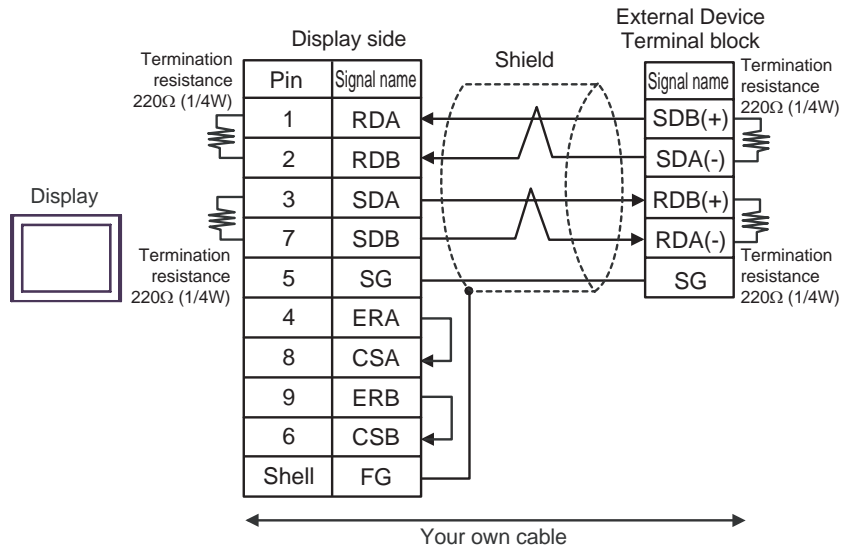 Display
Display side
Termination
resistance
220Ω (1/4W)
Termination
resistance
220Ω (1/4W)
Pin Signal name
1 RDA
2 RDB
3 SDA
7 SDB
5 SG
4 ERA
8 CSA
9 ERB
6 CSB
Shell FG
Shield
External Device
Terminal block
Signal name
SDB(+)
SDA(-)
RDB(+)
RDA(-)
SG
Termination
resistance
220Ω (1/4W)
Termination
resistance
220Ω (1/4W)
Your own cable